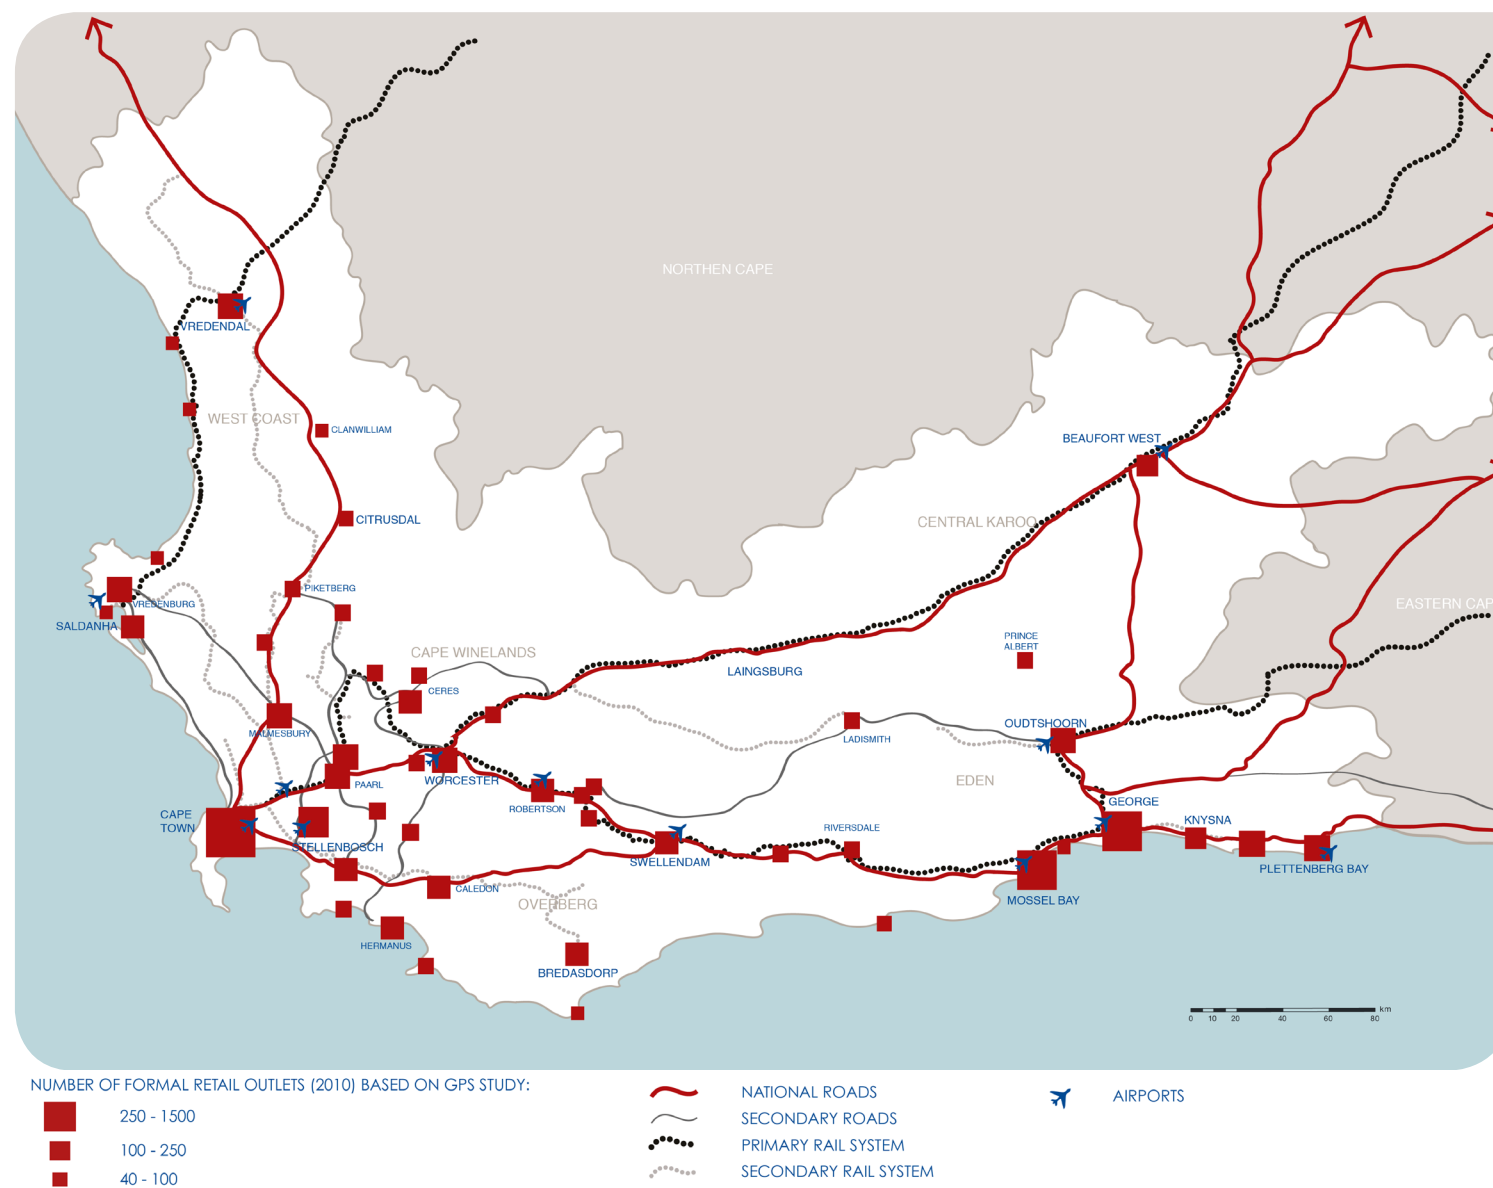 NORTHEN CAPE
VREDENDAL
WEST COAST
CLANWILLIAM
BEAUFORT WEST
CITRUSDAL
CENTRAL KAROO
PIKETBERG
VREDENBURG
EASTERN CAP
SALDANHA
PRINCE
ALBERT
CAPE WINELANDS
LAINGSBURG
CERES
OUDTSHOORN
MALMESBURY
LADISMITH
WORCESTER
EDEN
PAARL
ROBERTSON
GEORGE
CAPE
TOWN
KNYSNA
RIVERSDALE
STELLENBOSCH
SWELLENDAM
PLETTENBERG BAY
CALEDON
MOSSEL BAY
OVERBERG
HERMANUS
BREDASDORP
km
0 10 20 40 60 80
NUMBER OF FORMAL RETAIL OUTLETS (2010) BASED ON GPS STUDY:
250 - 1500
100 - 250
40 - 100
NATIONAL ROADS
SECONDARY ROADS
PRIMARY RAIL SYSTEM
SECONDARY RAIL SYSTEM
AIRPORTS